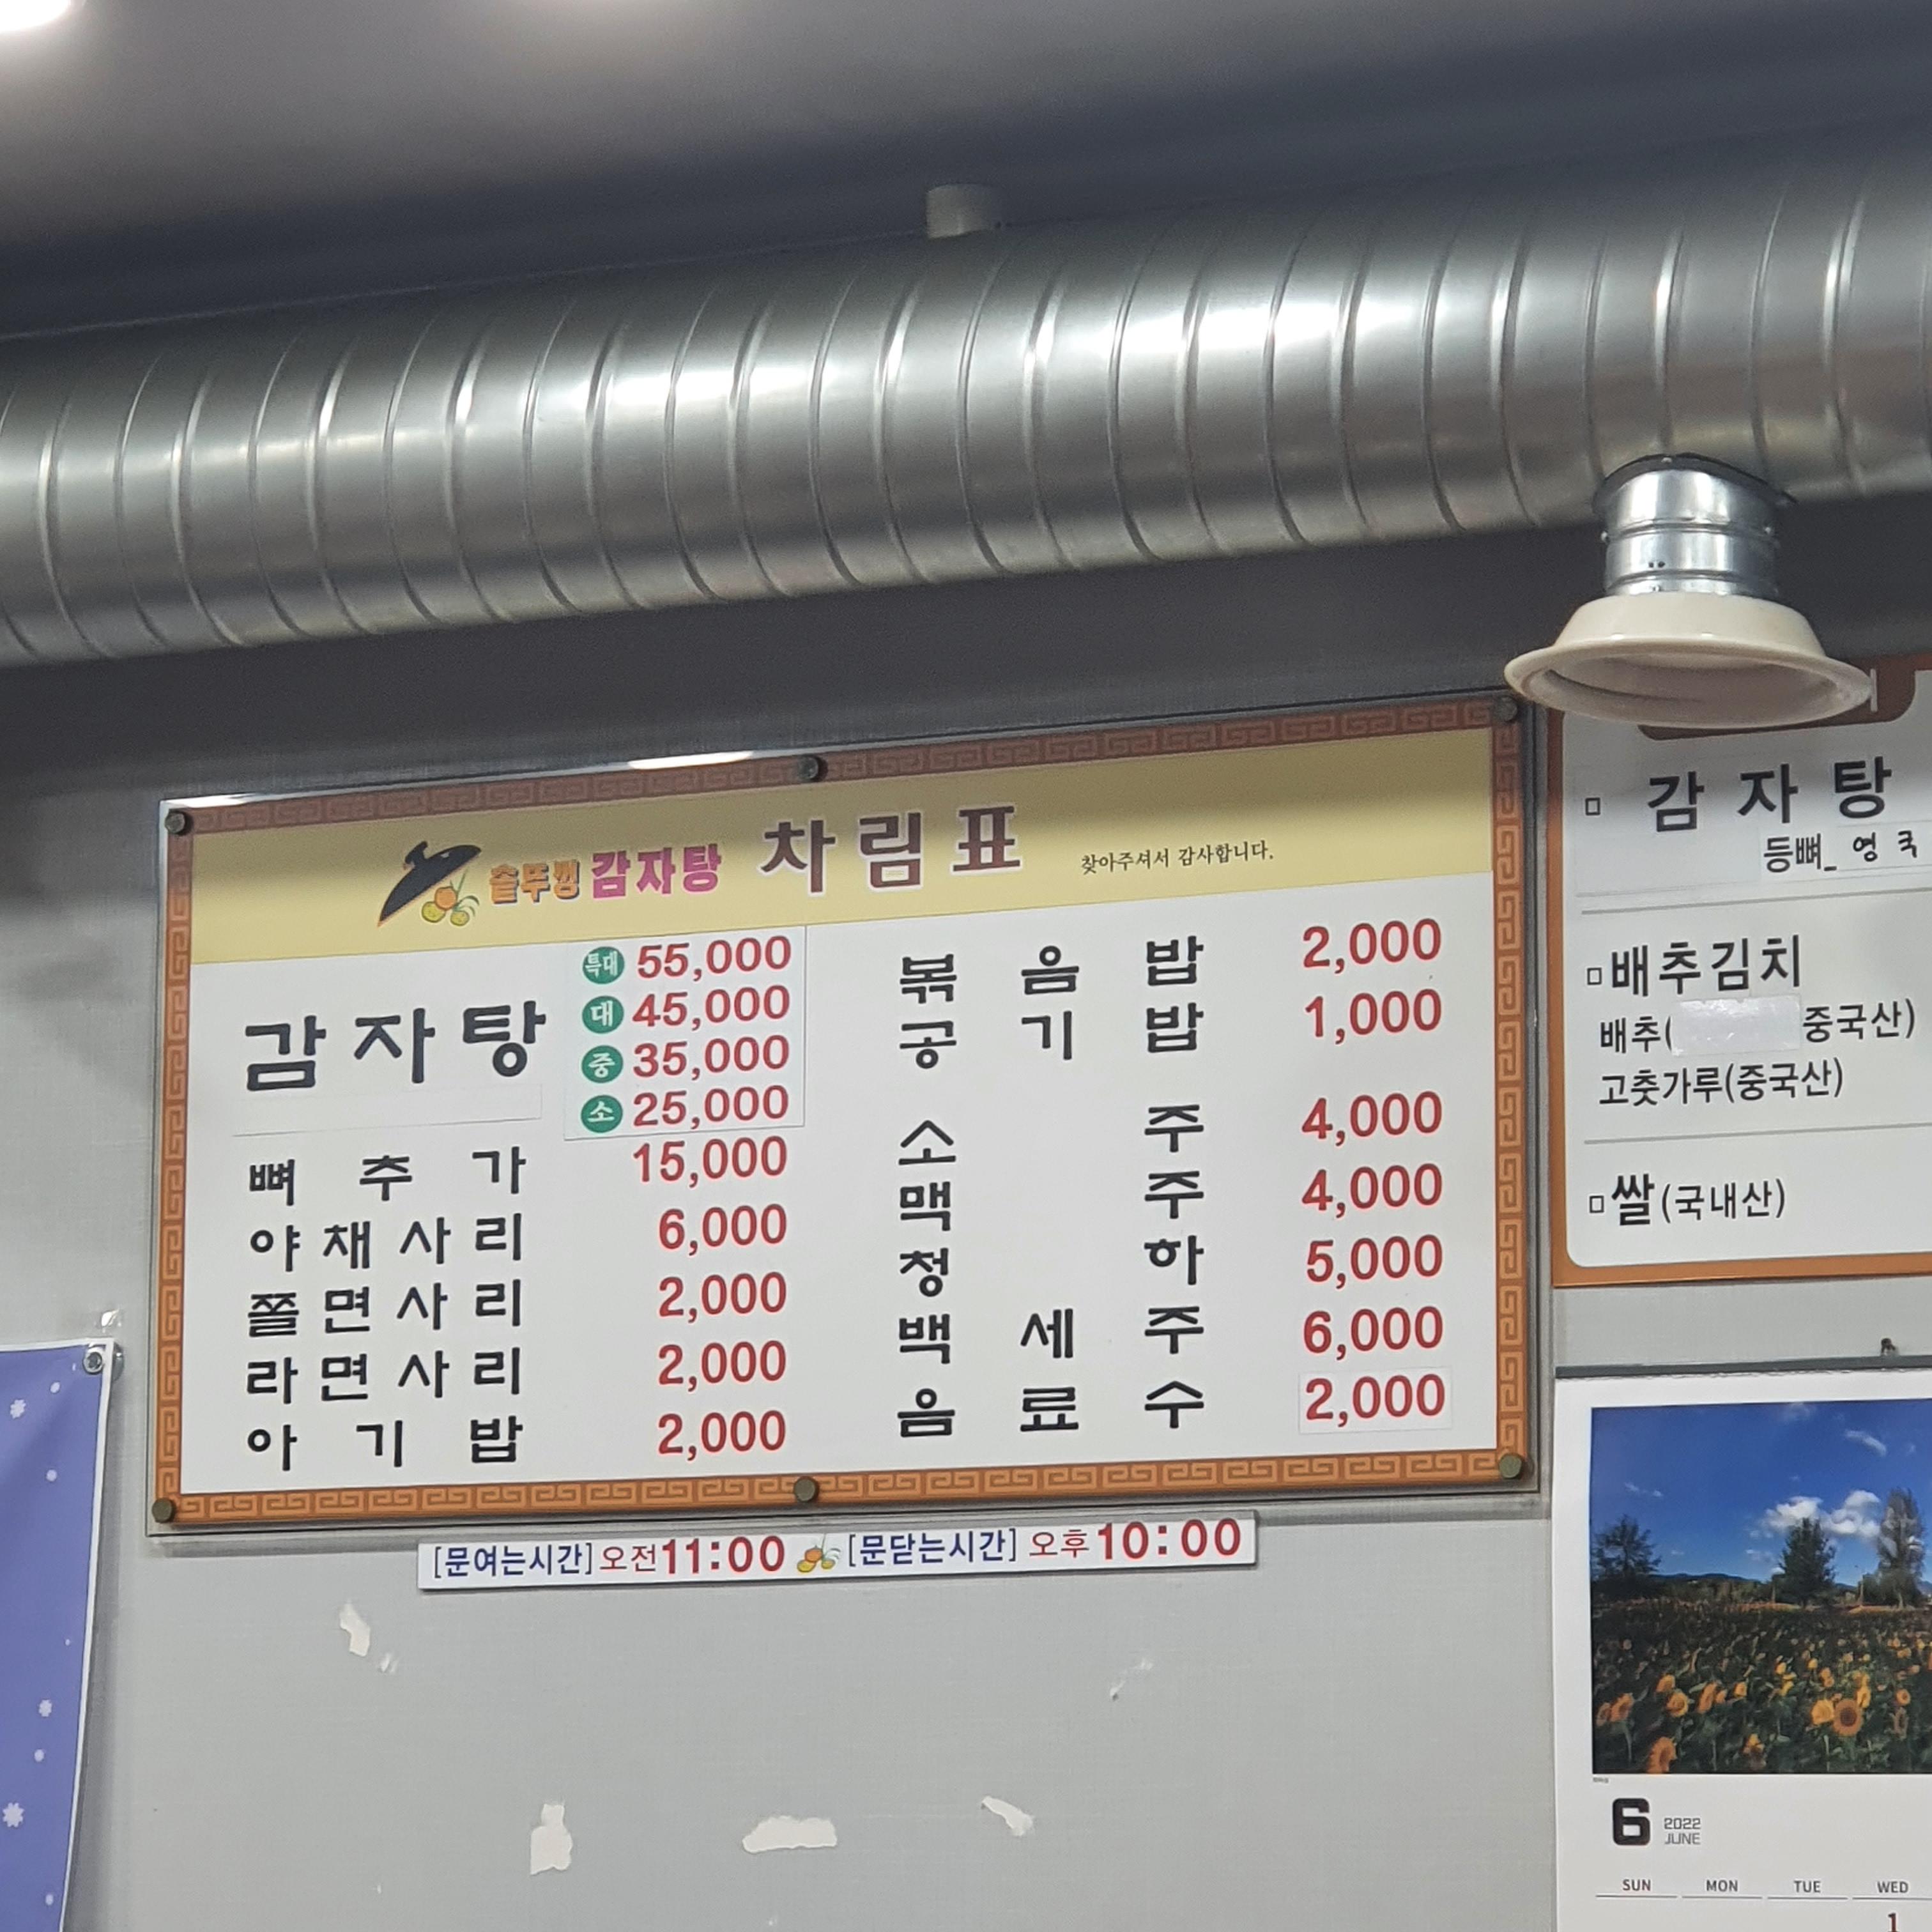 솥뚜껑 감자탕 차림표 찾아주셔서 감사합니다.
감자탕
특대 55,000
대 45,000
중 35,000
소 25,000
뼈추가 15,000
야채사리 6,000
쫄면사리 2,000
라면사리 2,000
아기밥 2,000
볶음밥 2,000
공기밥 1,000
소주 4,000
맥주 4,000
청하 5,000
백세주 6,000
음료수 2,000
[문여는시간] 오전 11:00 [문닫는시간] 오후 10:00
감자탕
등뼈_ 영국
배추김치
배추( 중국산)
고춧가루(중국산)
쌀(국내산)
6 2022
JUNE
SUN MON TUE WED
1